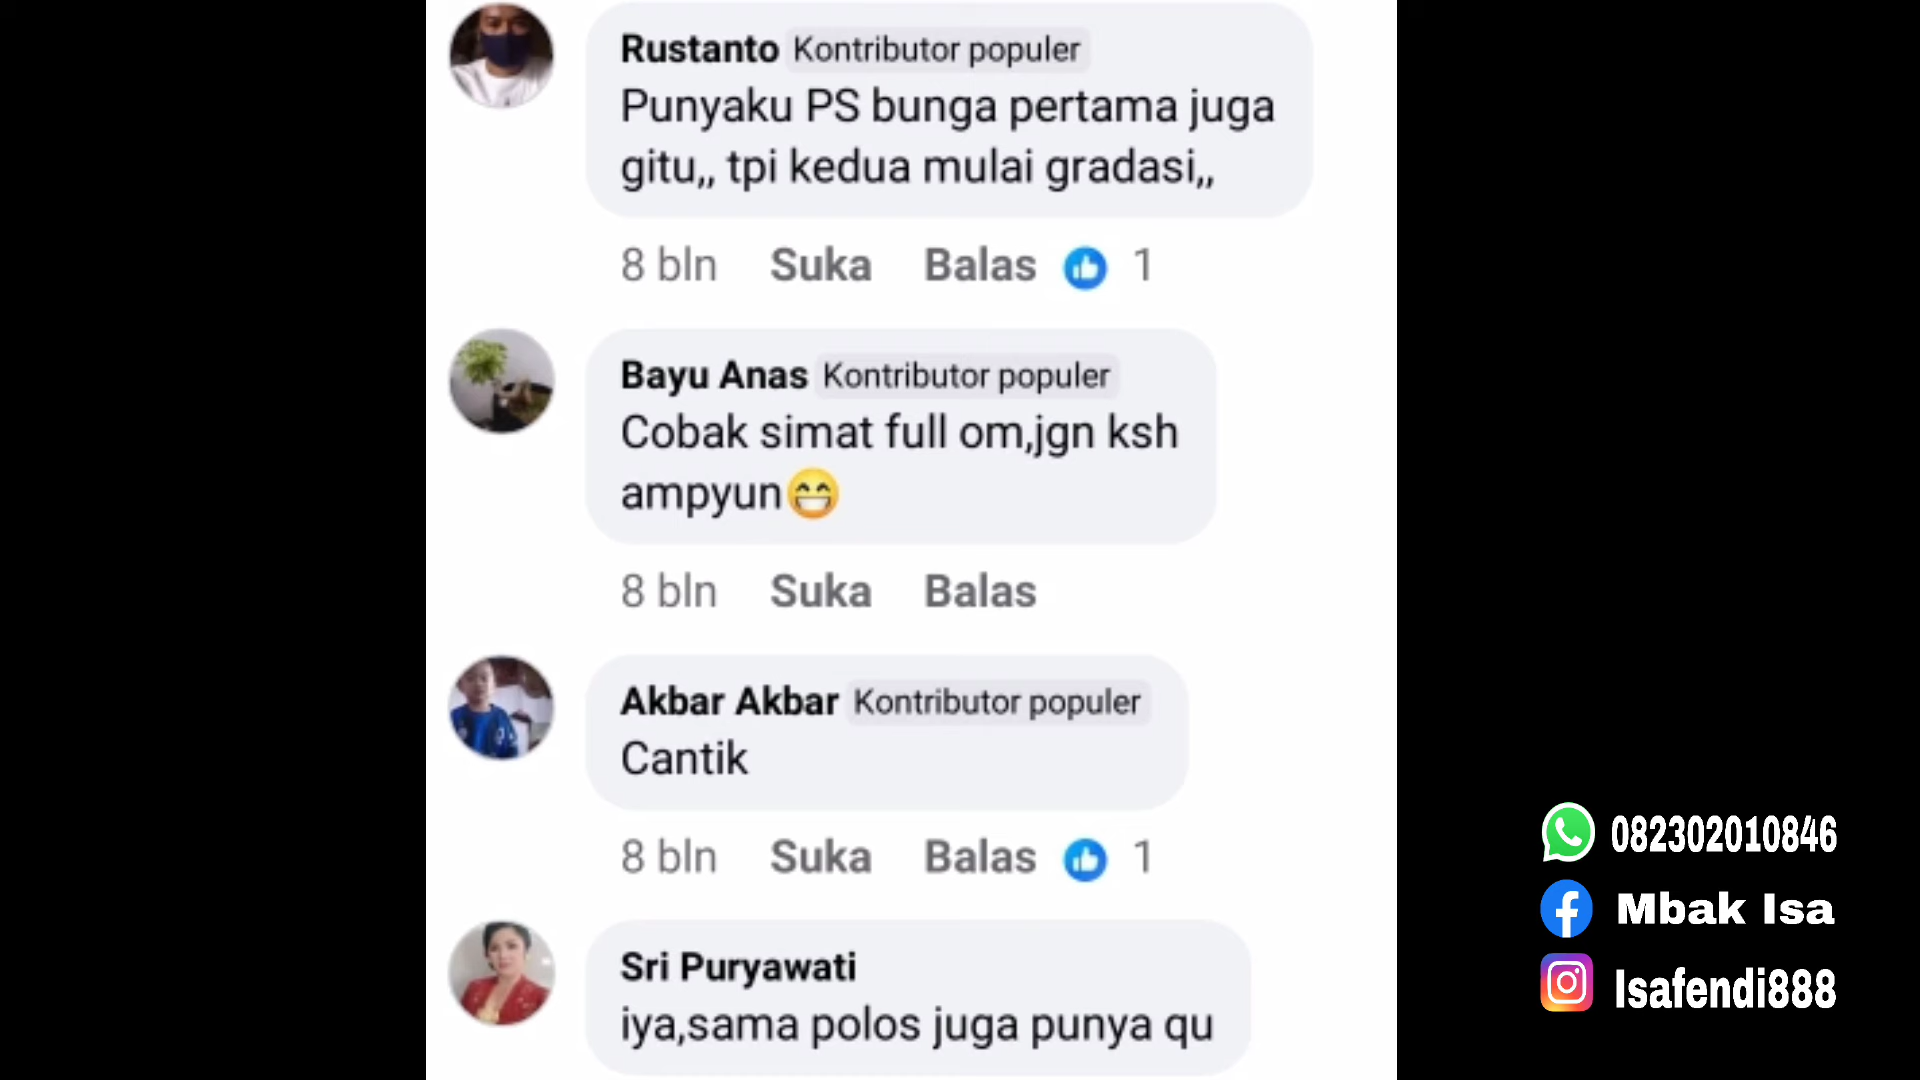 Rustanto Kontributor populer
Punyaku PS bunga pertama juga
gitu,, tpi kedua mulai gradasi,,
8 bln Suka Balas 1
Bayu Anas Kontributor populer
Cobak simat full om,jgn ksh
ampyun😁
8 bln Suka Balas
Akbar Akbar Kontributor populer
Cantik
8 bln Suka Balas 1
Sri Puryawati
iya,sama polos juga punya qu
082302010846
Mbak Isa
Isafendi888